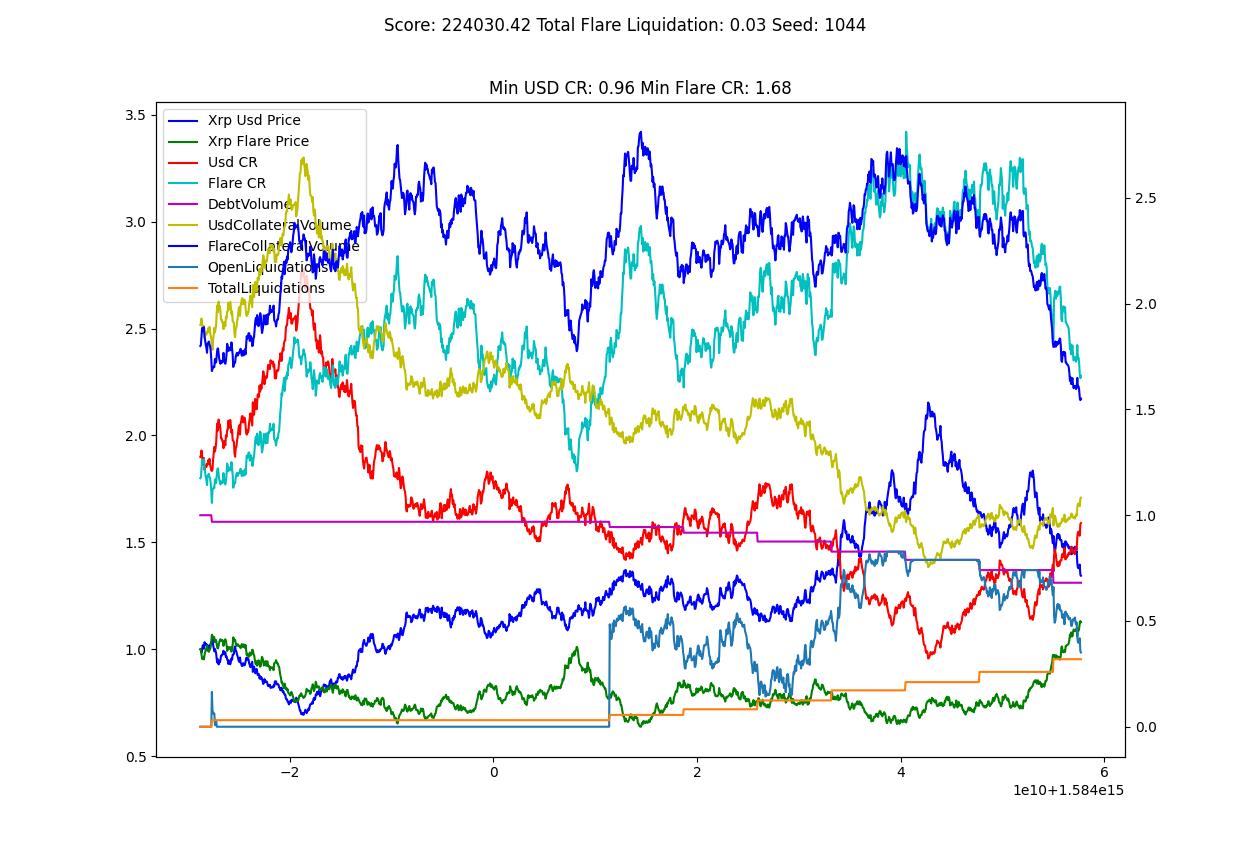 Score: 224030.42 Total Flare Liquidation: 0.03 Seed: 1044
Min USD CR: 0.96 Min Flare CR: 1.68
Xrp Usd Price
Xrp Flare Price
Usd CR
Flare CR
DebtVolume
UsdCollateralVolume
FlareCollateralVolume
OpenLiquidations
TotalLiquidations
3.5
3.0
2.5
2.0
1.5
1.0
0.5
2.5
2.0
1.5
1.0
0.5
0.0
−2
0
2
4
6
1e10+1.584e15